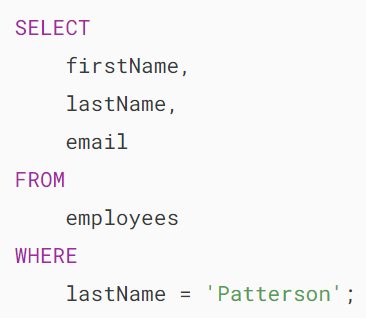 SELECT
    firstName,
    lastName,
    email
FROM
    employees
WHERE
    lastName = 'Patterson';